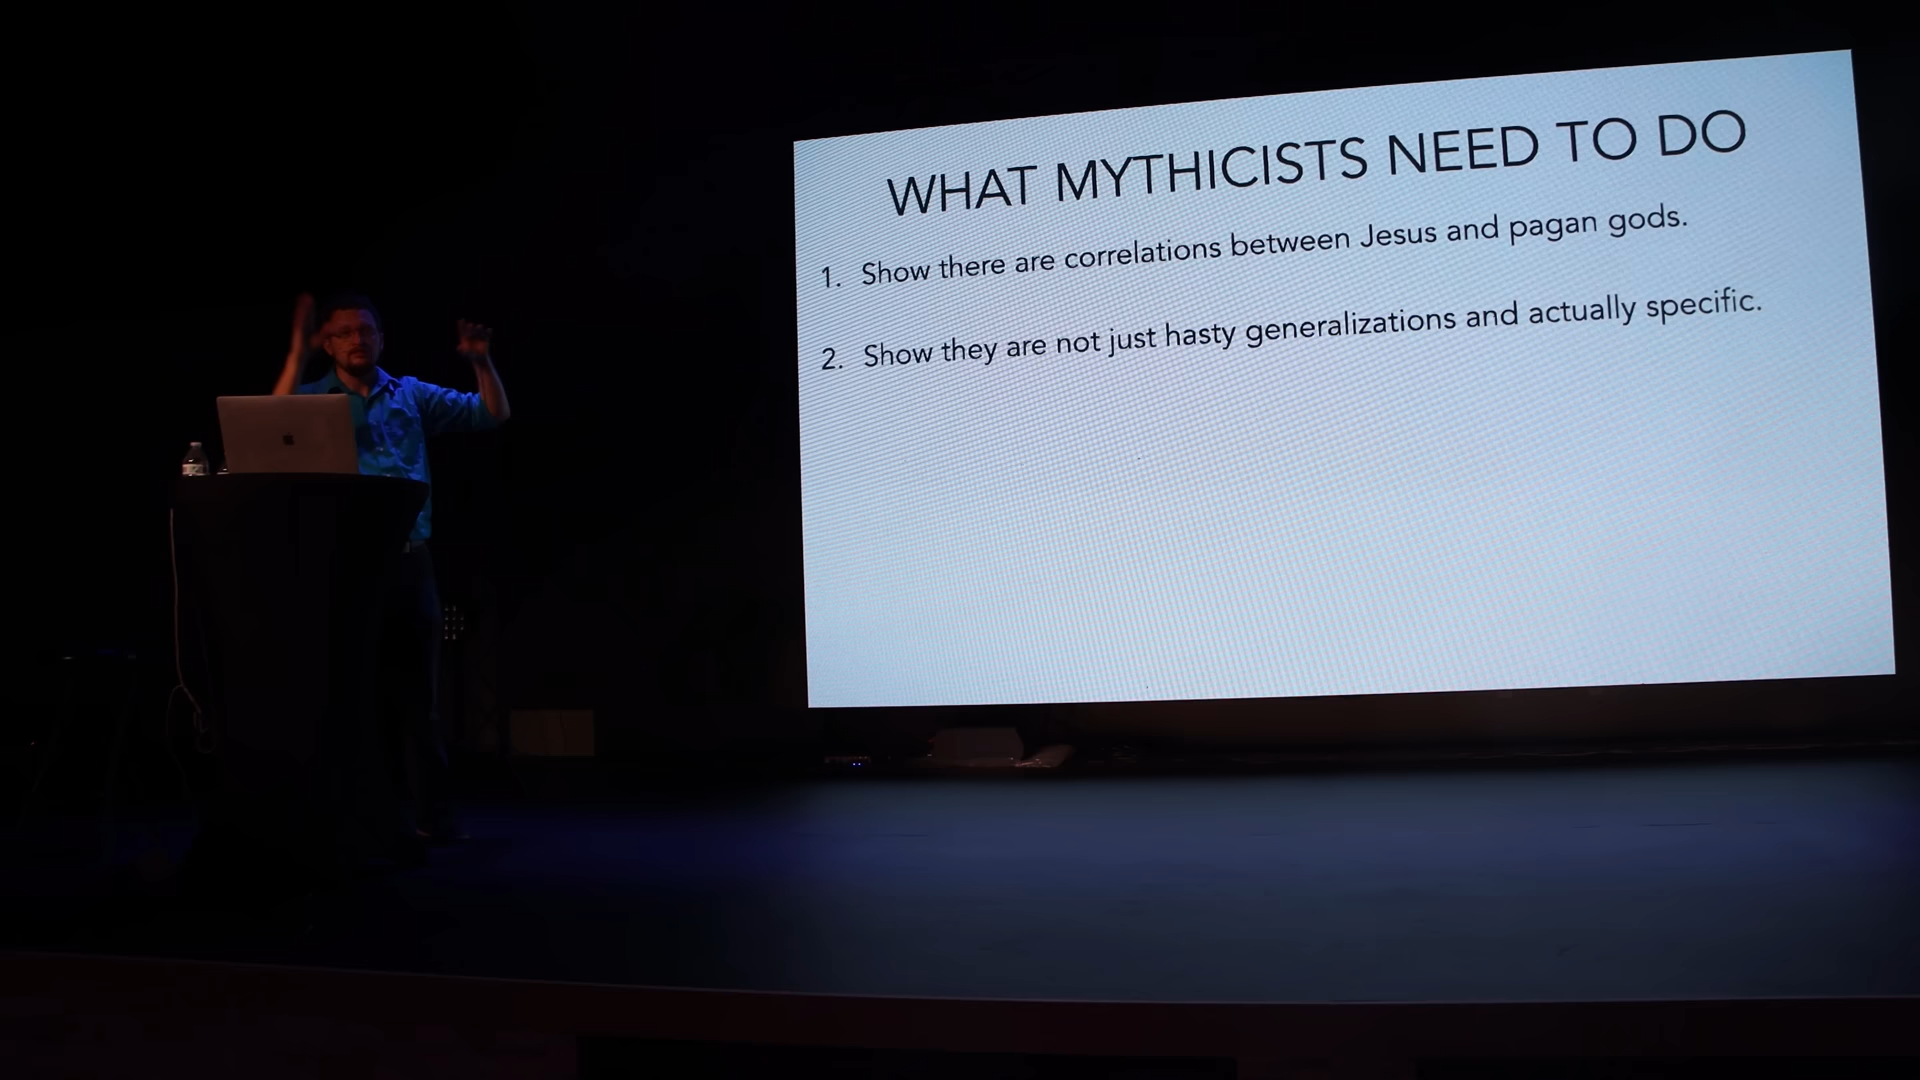 WHAT MYTHICISTS NEED TO DO
1. Show there are correlations between Jesus and pagan gods.
2. Show they are not just hasty generalizations and actually specific.